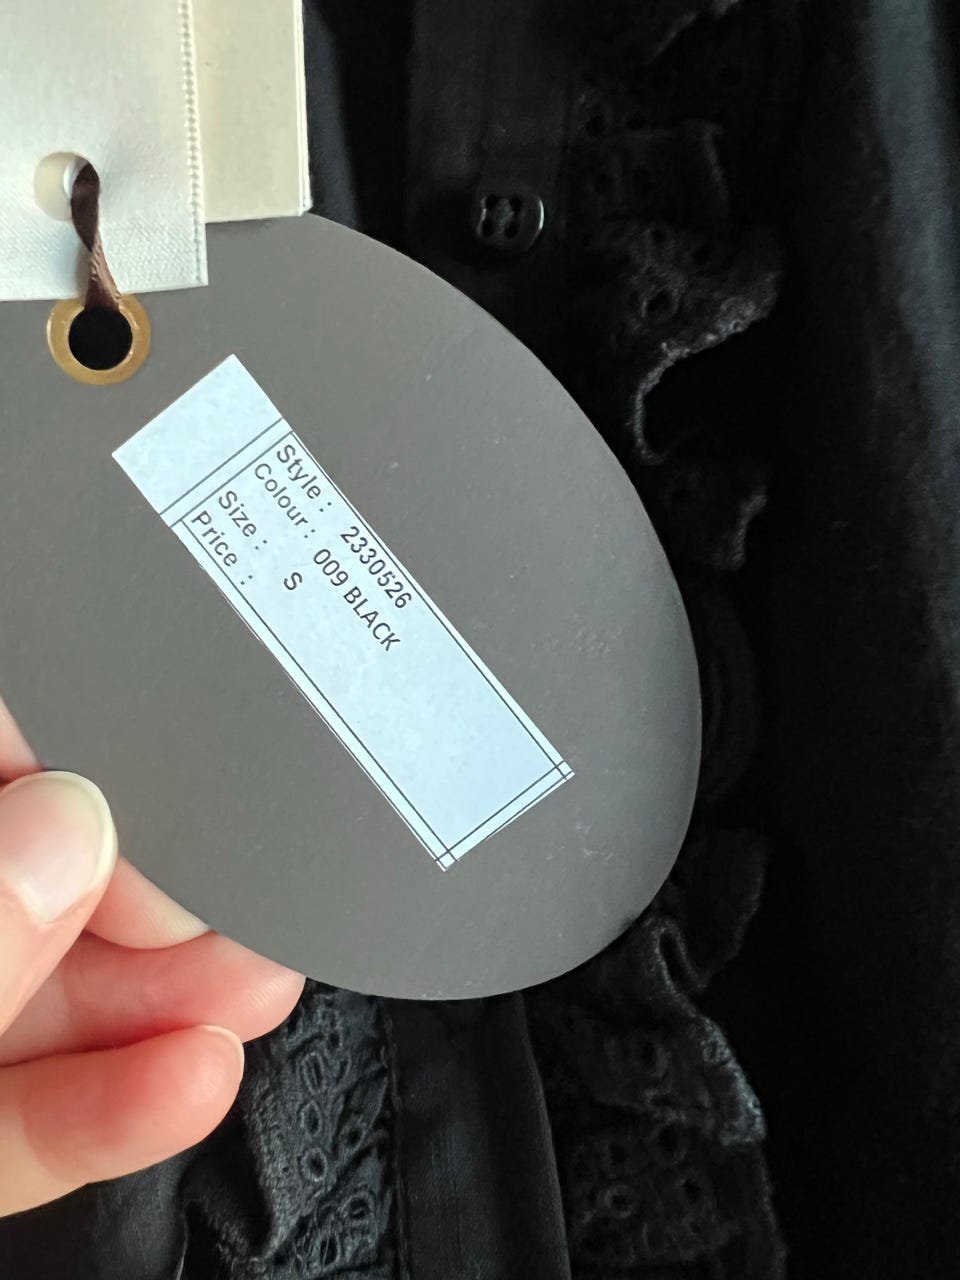 Style : 2330526
Colour : 009 BLACK
Size : S
Price :